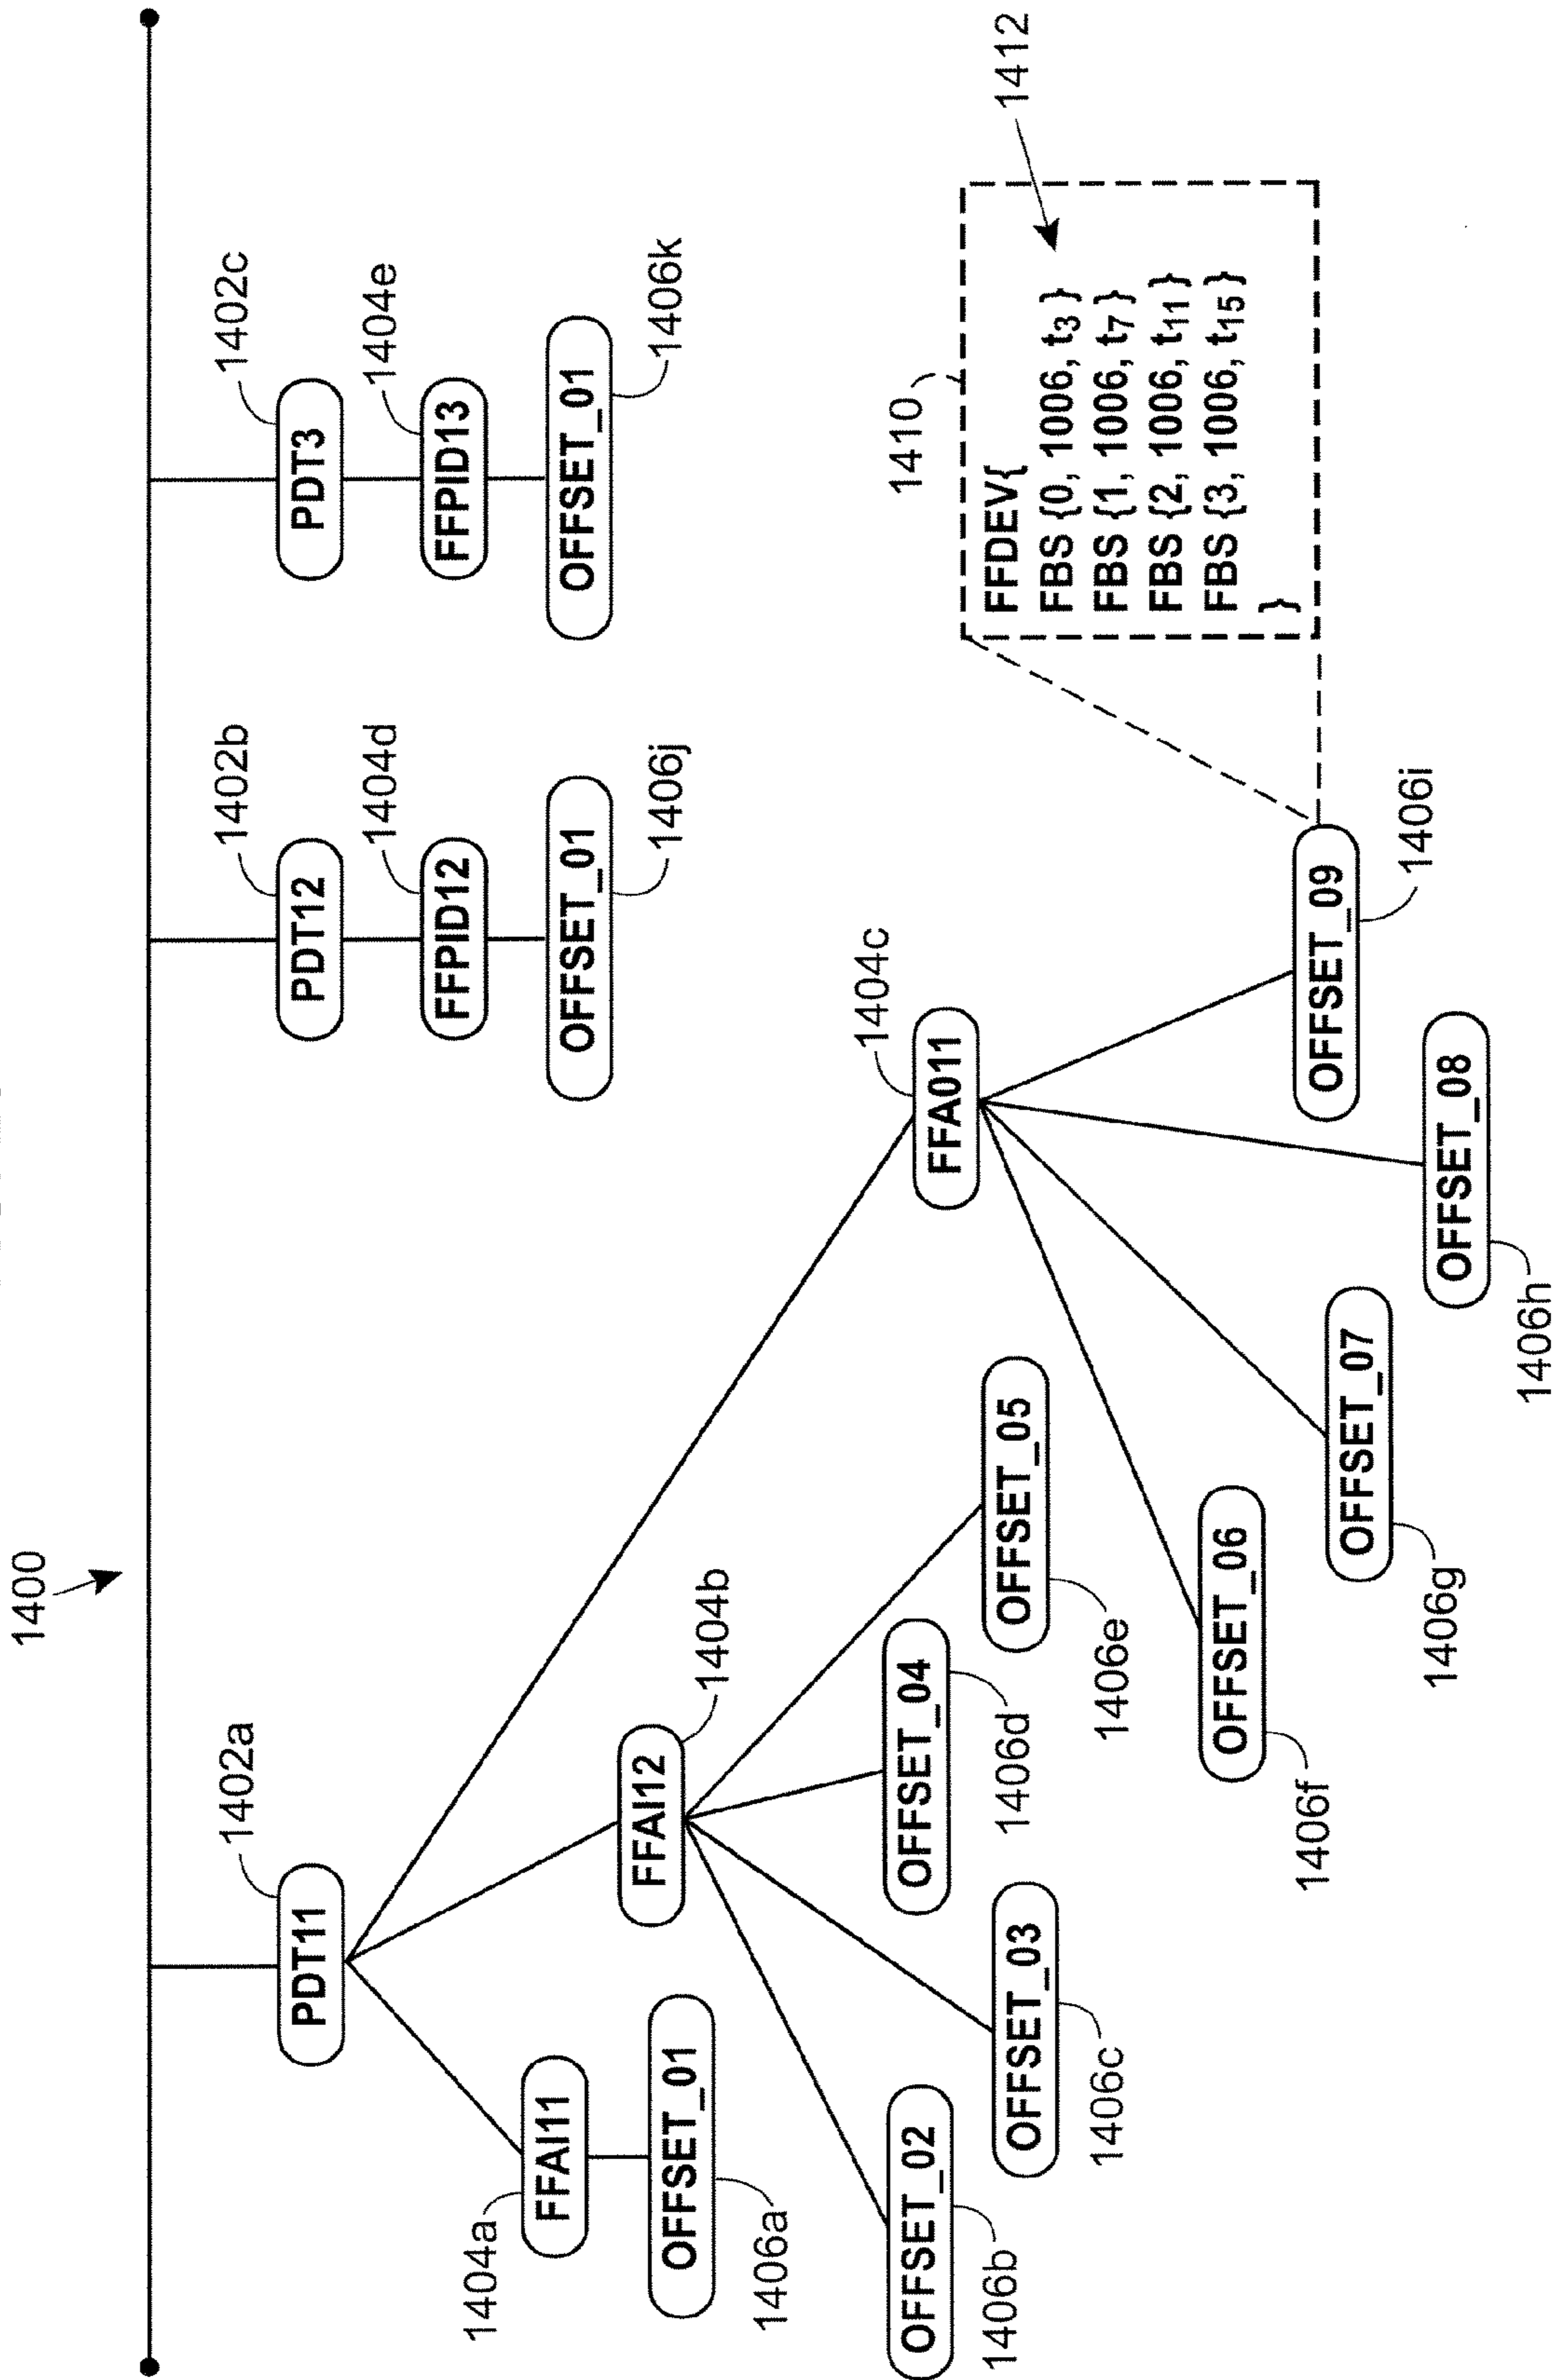 1400
1402a
PDT11
1402b
PDT12
1402c
PDT3
1404d
FFPID12
1404e
FFPID13
OFFSET_01
1406j
OFFSET_01
1406k
1404a
FFAI11
OFFSET_01
1406a
FFAI12
1404b
1404c
FFA011
OFFSET_02
1406b
OFFSET_03
1406c
OFFSET_04
1406d
OFFSET_05
1406e
OFFSET_06
1406f
OFFSET_07
1406g
OFFSET_08
1406h
OFFSET_09
1406i
1410
FFDEV{
FBS {0, 1006, t3 }
FBS {1, 1006, t7 }
FBS {2, 1006, t11 }
FBS {3, 1006, t15 }
}
1412